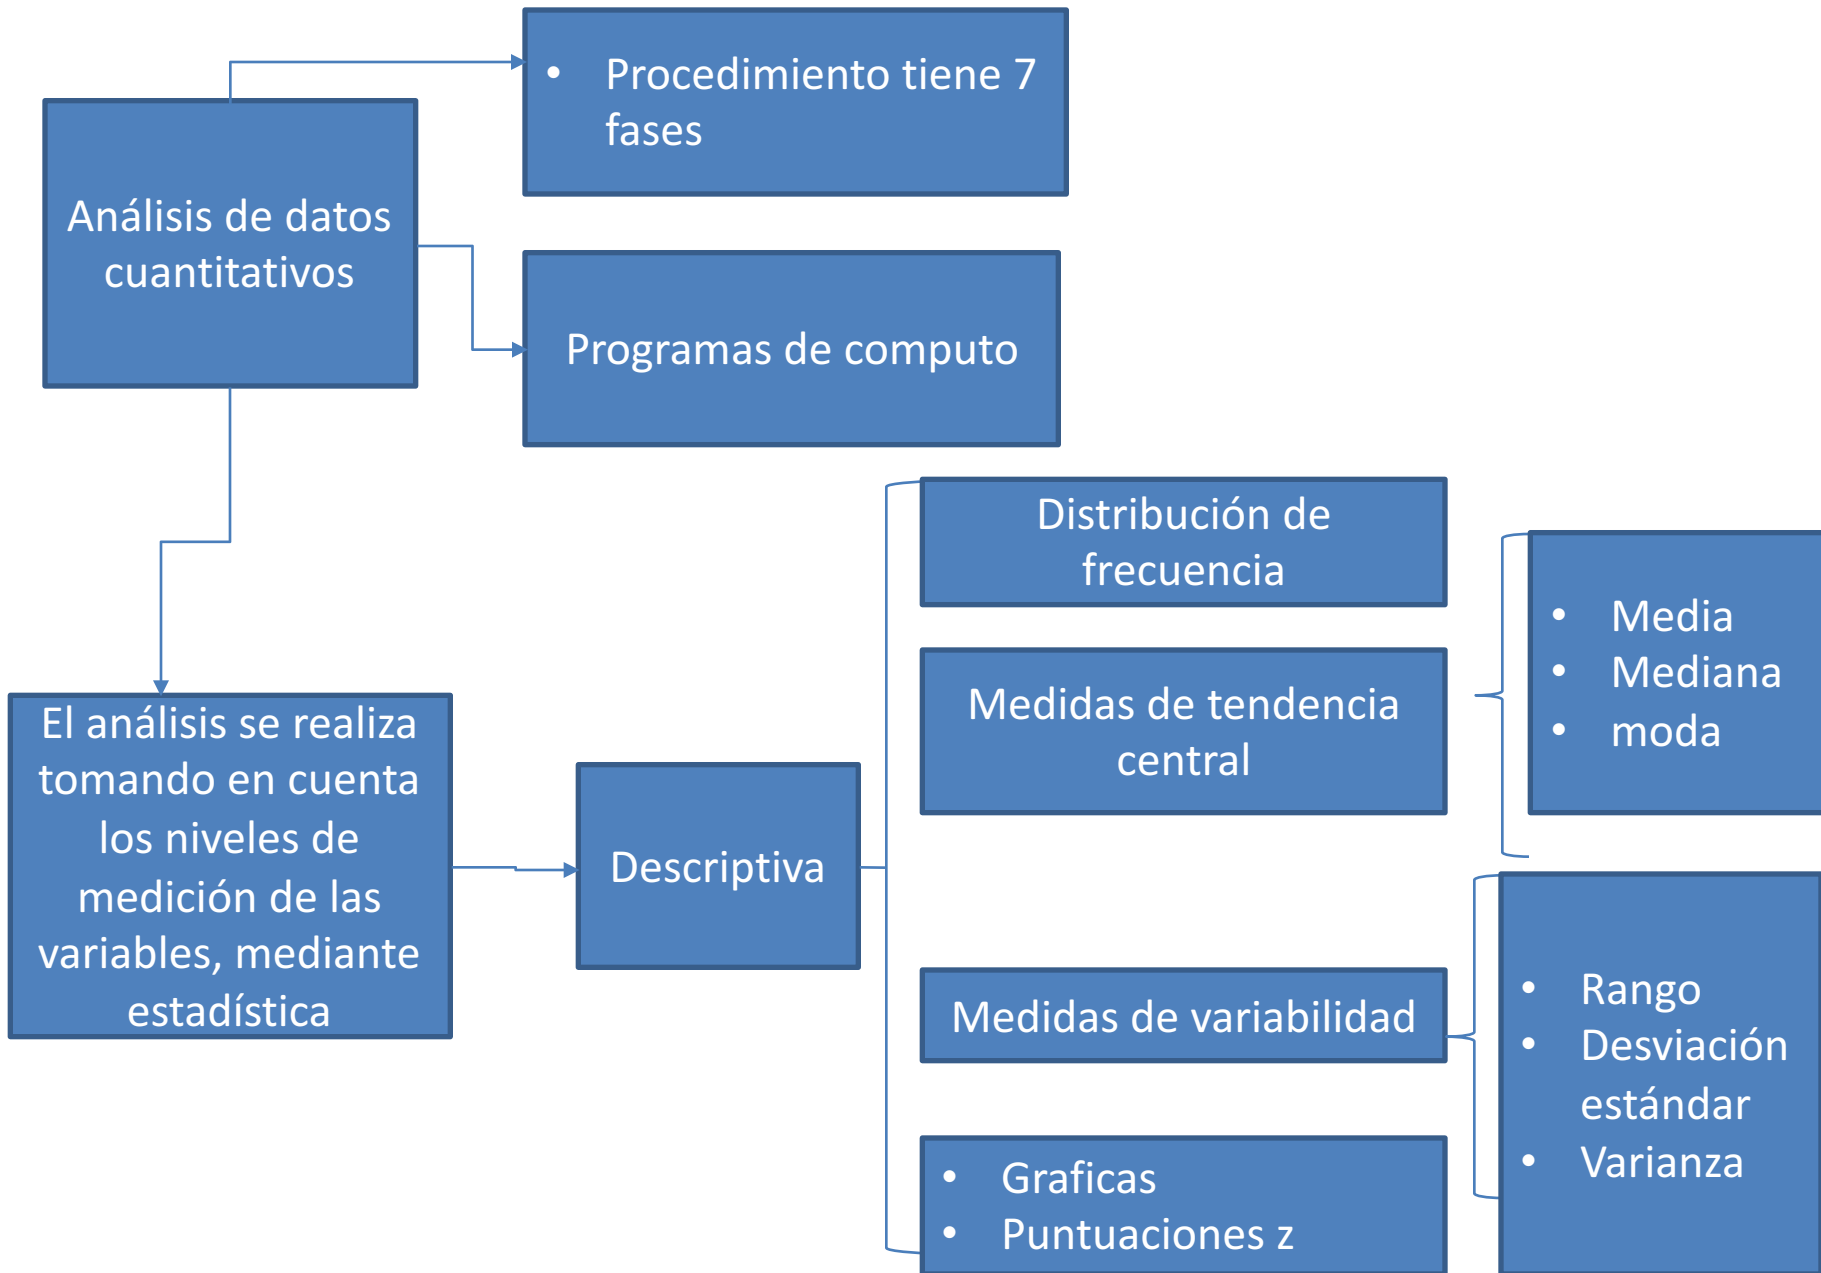 • Procedimiento tiene 7
fases
Análisis de datos
cuantitativos
Programas de computo
El análisis se realiza
tomando en cuenta
los niveles de
medición de las
variables, mediante
estadística
Descriptiva
Distribución de
frecuencia
Medidas de tendencia
central
• Media
• Mediana
• moda
Medidas de variabilidad
• Rango
• Desviación
estándar
• Varianza
• Graficas
• Puntuaciones z